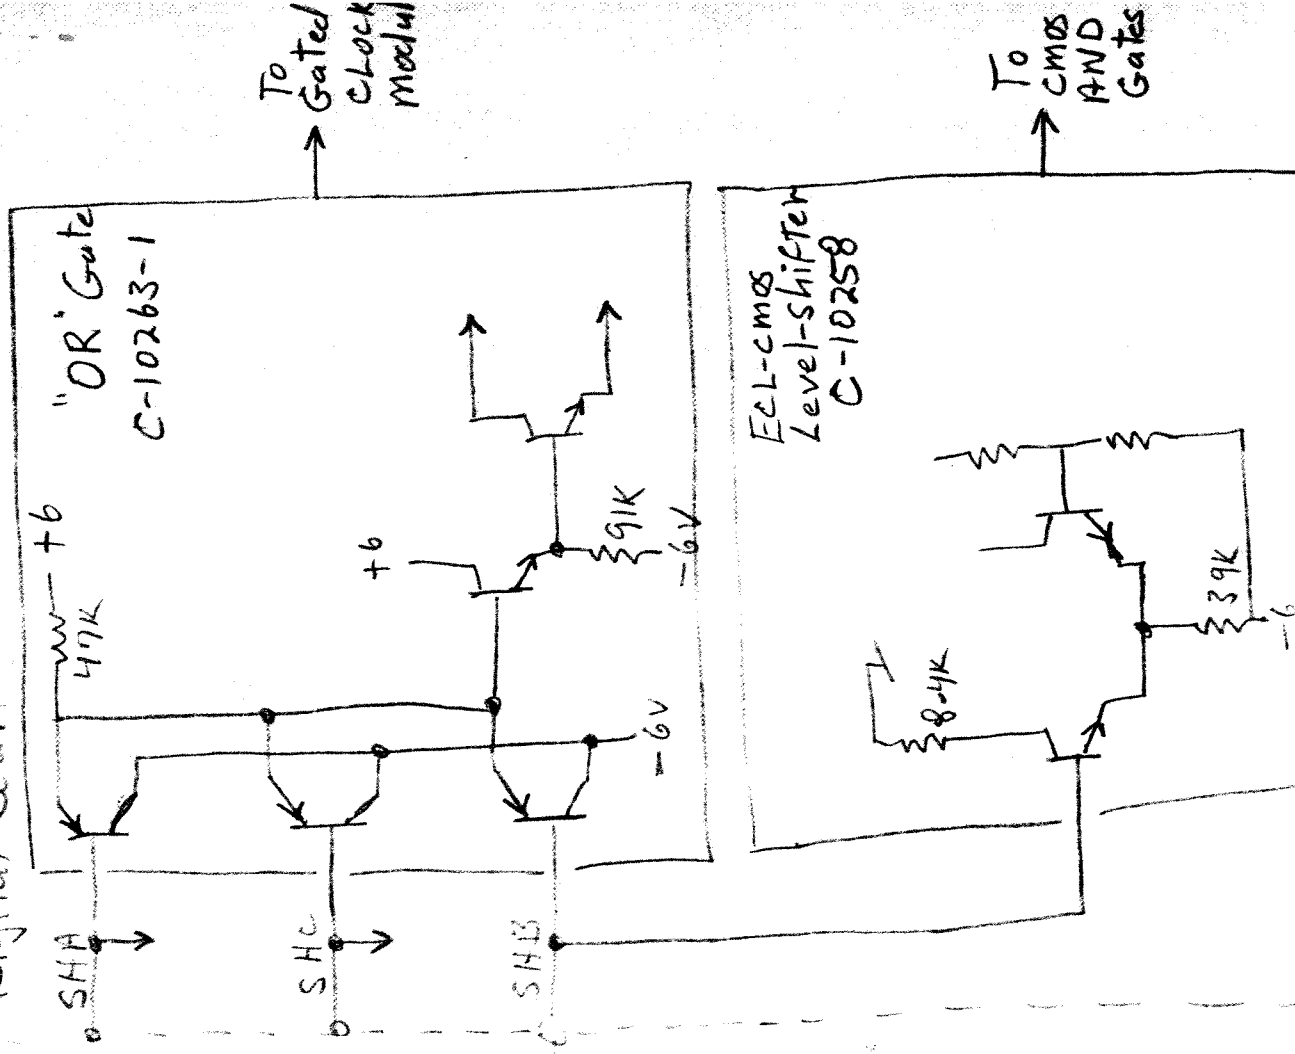 To
Gated
CLock
Modul
"OR" Gate
C-10263-1
+6
47K
+6
91K
-6V
-6V
SHA
SHC
SHB
To
Cmos
AND
Gates
ECL-Cmos
Level-shifter
C-10258
8.4K
39K
-6